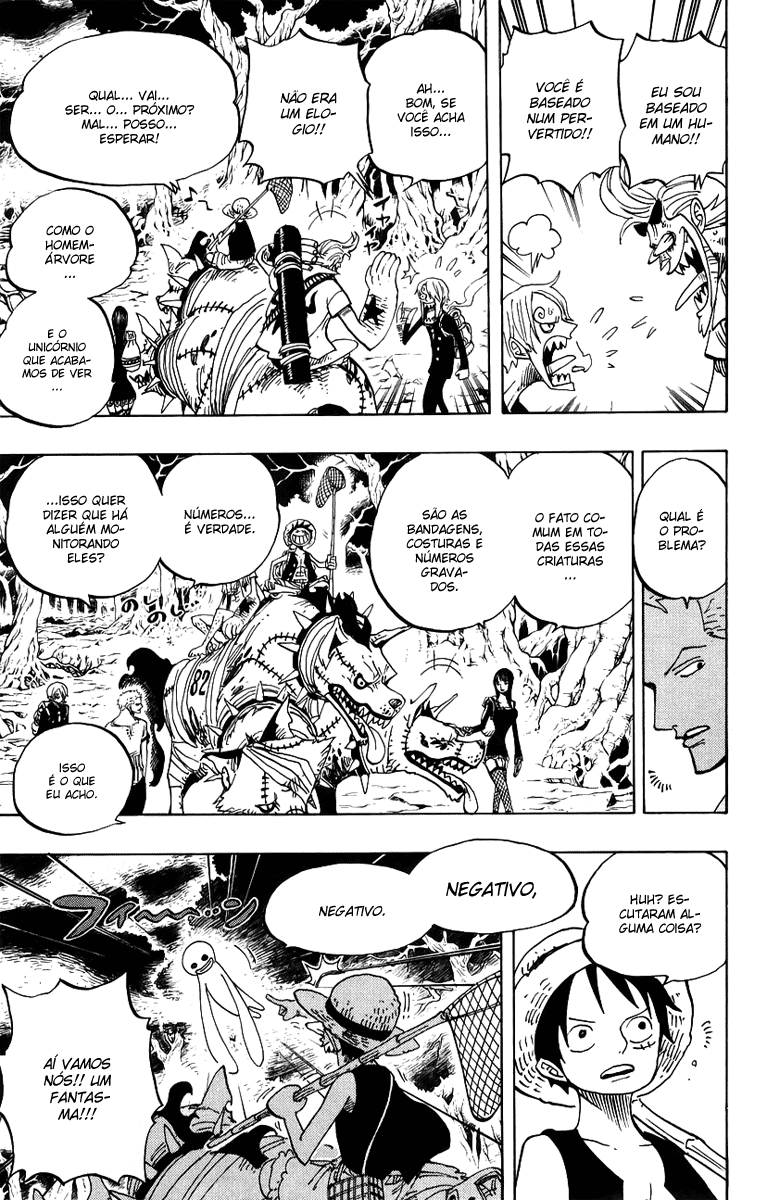 EU SOU
BASEADO
EM UM HU-
MANO!!
VOCÊ É
BASEADO
NUM PER-
VERTIDO!!
AH...
BOM, SE
VOCÊ ACHA
ISSO...
NÃO ERA
UM ELO-
GIO!!
QUAL... VAI...
SER... O... PRÓXIMO?
MAL... POSSO...
ESPERAR!
COMO O
HOMEM-
ÁRVORE
...
E O
UNICÓRNIO
QUE ACABA-
MOS DE VER
...
QUAL É
O PRO-
BLEMA?
O FATO CO-
MUM EM TO-
DAS ESSAS
CRIATURAS
...
SÃO AS
BANDAGENS,
COSTURAS E
NÚMEROS
GRAVA-
DOS.
NÚMEROS...
É VERDADE.
...ISSO QUER
DIZER QUE HÁ
ALGUÉM MO-
NITORANDO
ELES?
82
ISSO
É O QUE
EU ACHO.
HUH? ES-
CUTARAM AL-
GUMA COISA?
NEGATIVO,
NEGATIVO.
フィ〜〜…ン
AÍ VAMOS
NÓS!! UM
FANTAS-
MA!!!